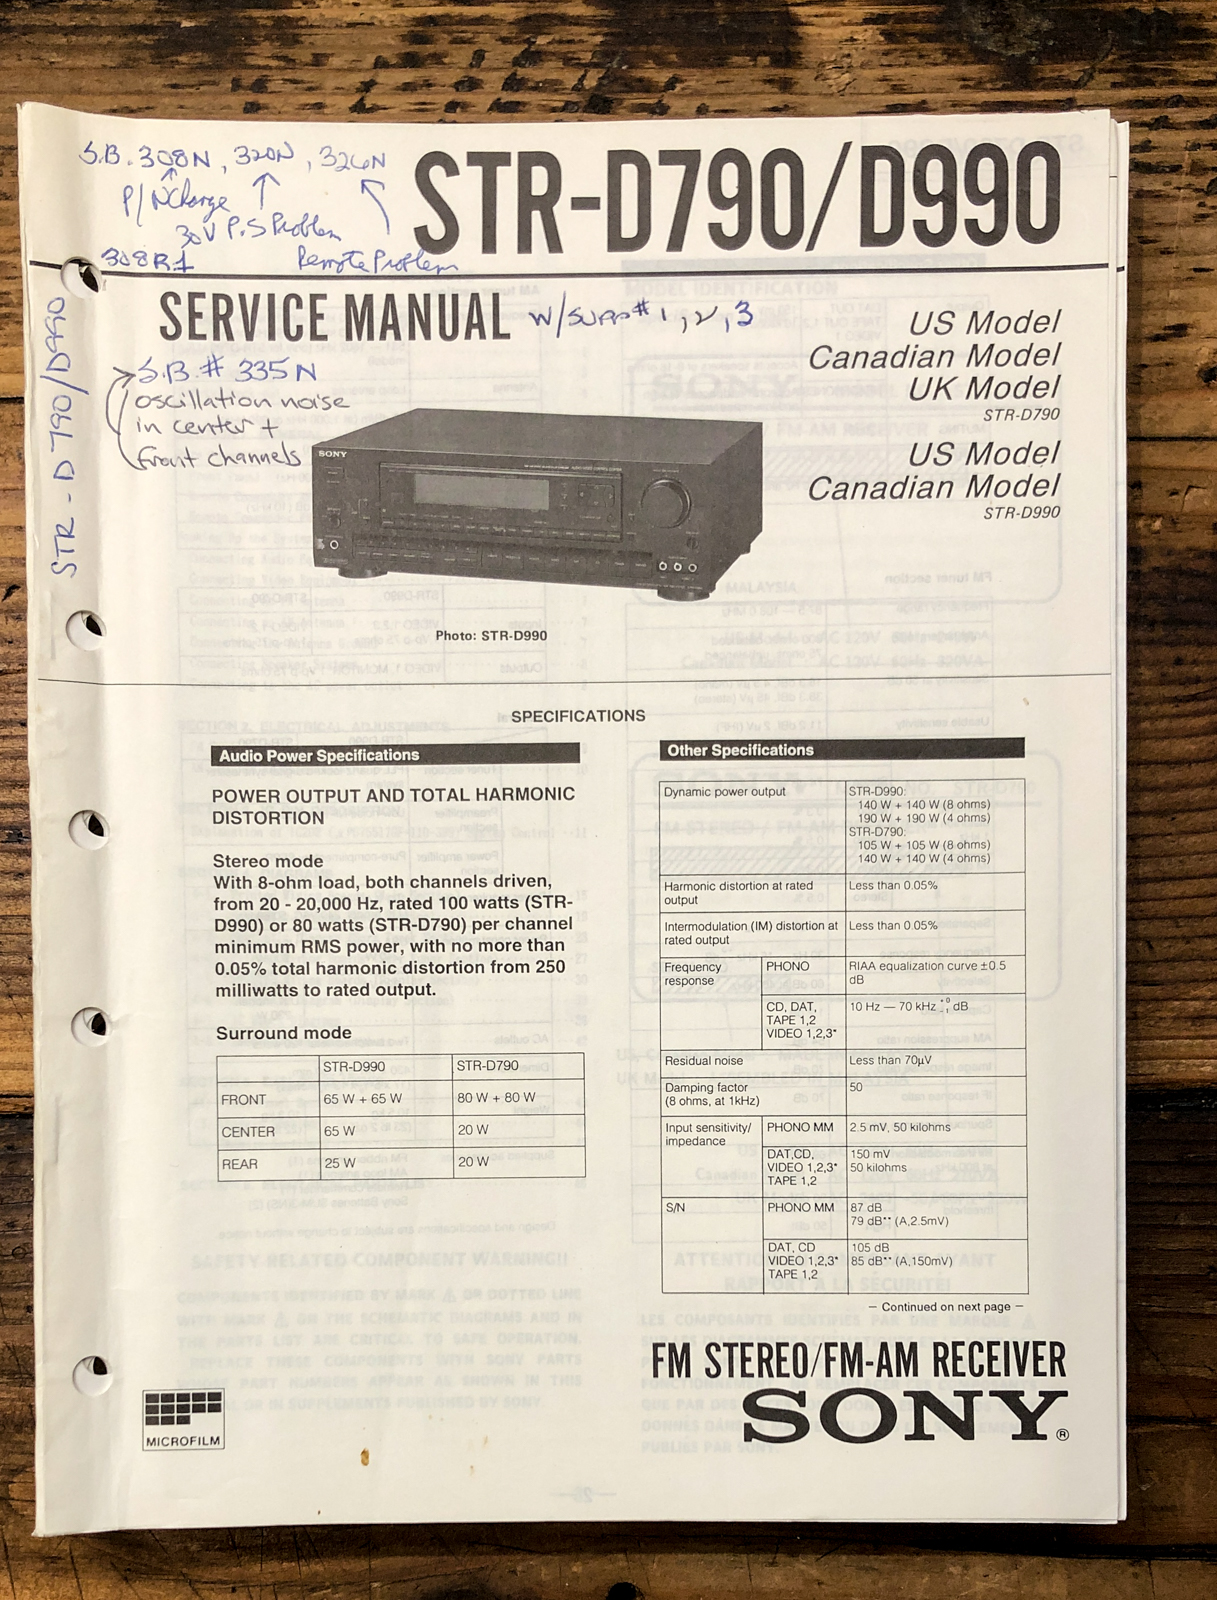 S.B. 308N, 320N, 326N
P/N Change
30V P.S Problem
308R1
Remote Problem
STR-D790/D990
SERVICE MANUAL
W/SUPP # 1, 2, 3
STR-D790/D990
S.B. # 335N
oscillation noise
in center +
front channels
US Model
Canadian Model
UK Model
STR-D790
US Model
Canadian Model
STR-D990
SONY
Photo: STR-D990
SPECIFICATIONS
Audio Power Specifications
POWER OUTPUT AND TOTAL HARMONIC
DISTORTION
Stereo mode
With 8-ohm load, both channels driven,
from 20 - 20,000 Hz, rated 100 watts (STR-
D990) or 80 watts (STR-D790) per channel
minimum RMS power, with no more than
0.05% total harmonic distortion from 250
milliwatts to rated output.
Surround mode
STR-D990 STR-D790
FRONT 65 W + 65 W 80 W + 80 W
CENTER 65 W 20 W
REAR 25 W 20 W
Other Specifications
Dynamic power output STR-D990:
140 W + 140 W (8 ohms)
190 W + 190 W (4 ohms)
STR-D790:
105 W + 105 W (8 ohms)
140 W + 140 W (4 ohms)
Harmonic distortion at rated Less than 0.05%
output
Intermodulation (IM) distortion at Less than 0.05%
rated output
Frequency PHONO RIAA equalization curve ±0.5
response dB
CD, DAT, 10 Hz — 70 kHz +0 -1 dB
TAPE 1,2
VIDEO 1,2,3*
Residual noise Less than 70µV
Damping factor 50
(8 ohms, at 1kHz)
Input sensitivity/ PHONO MM 2.5 mV, 50 kilohms
impedance
DAT,CD, 150 mV
VIDEO 1,2,3* 50 kilohms
TAPE 1,2
S/N PHONO MM 87 dB
79 dB** (A,2.5mV)
DAT, CD 105 dB
VIDEO 1,2,3* 85 dB** (A,150mV)
TAPE 1,2
— Continued on next page —
FM STEREO/FM-AM RECEIVER
SONY®
MICROFILM